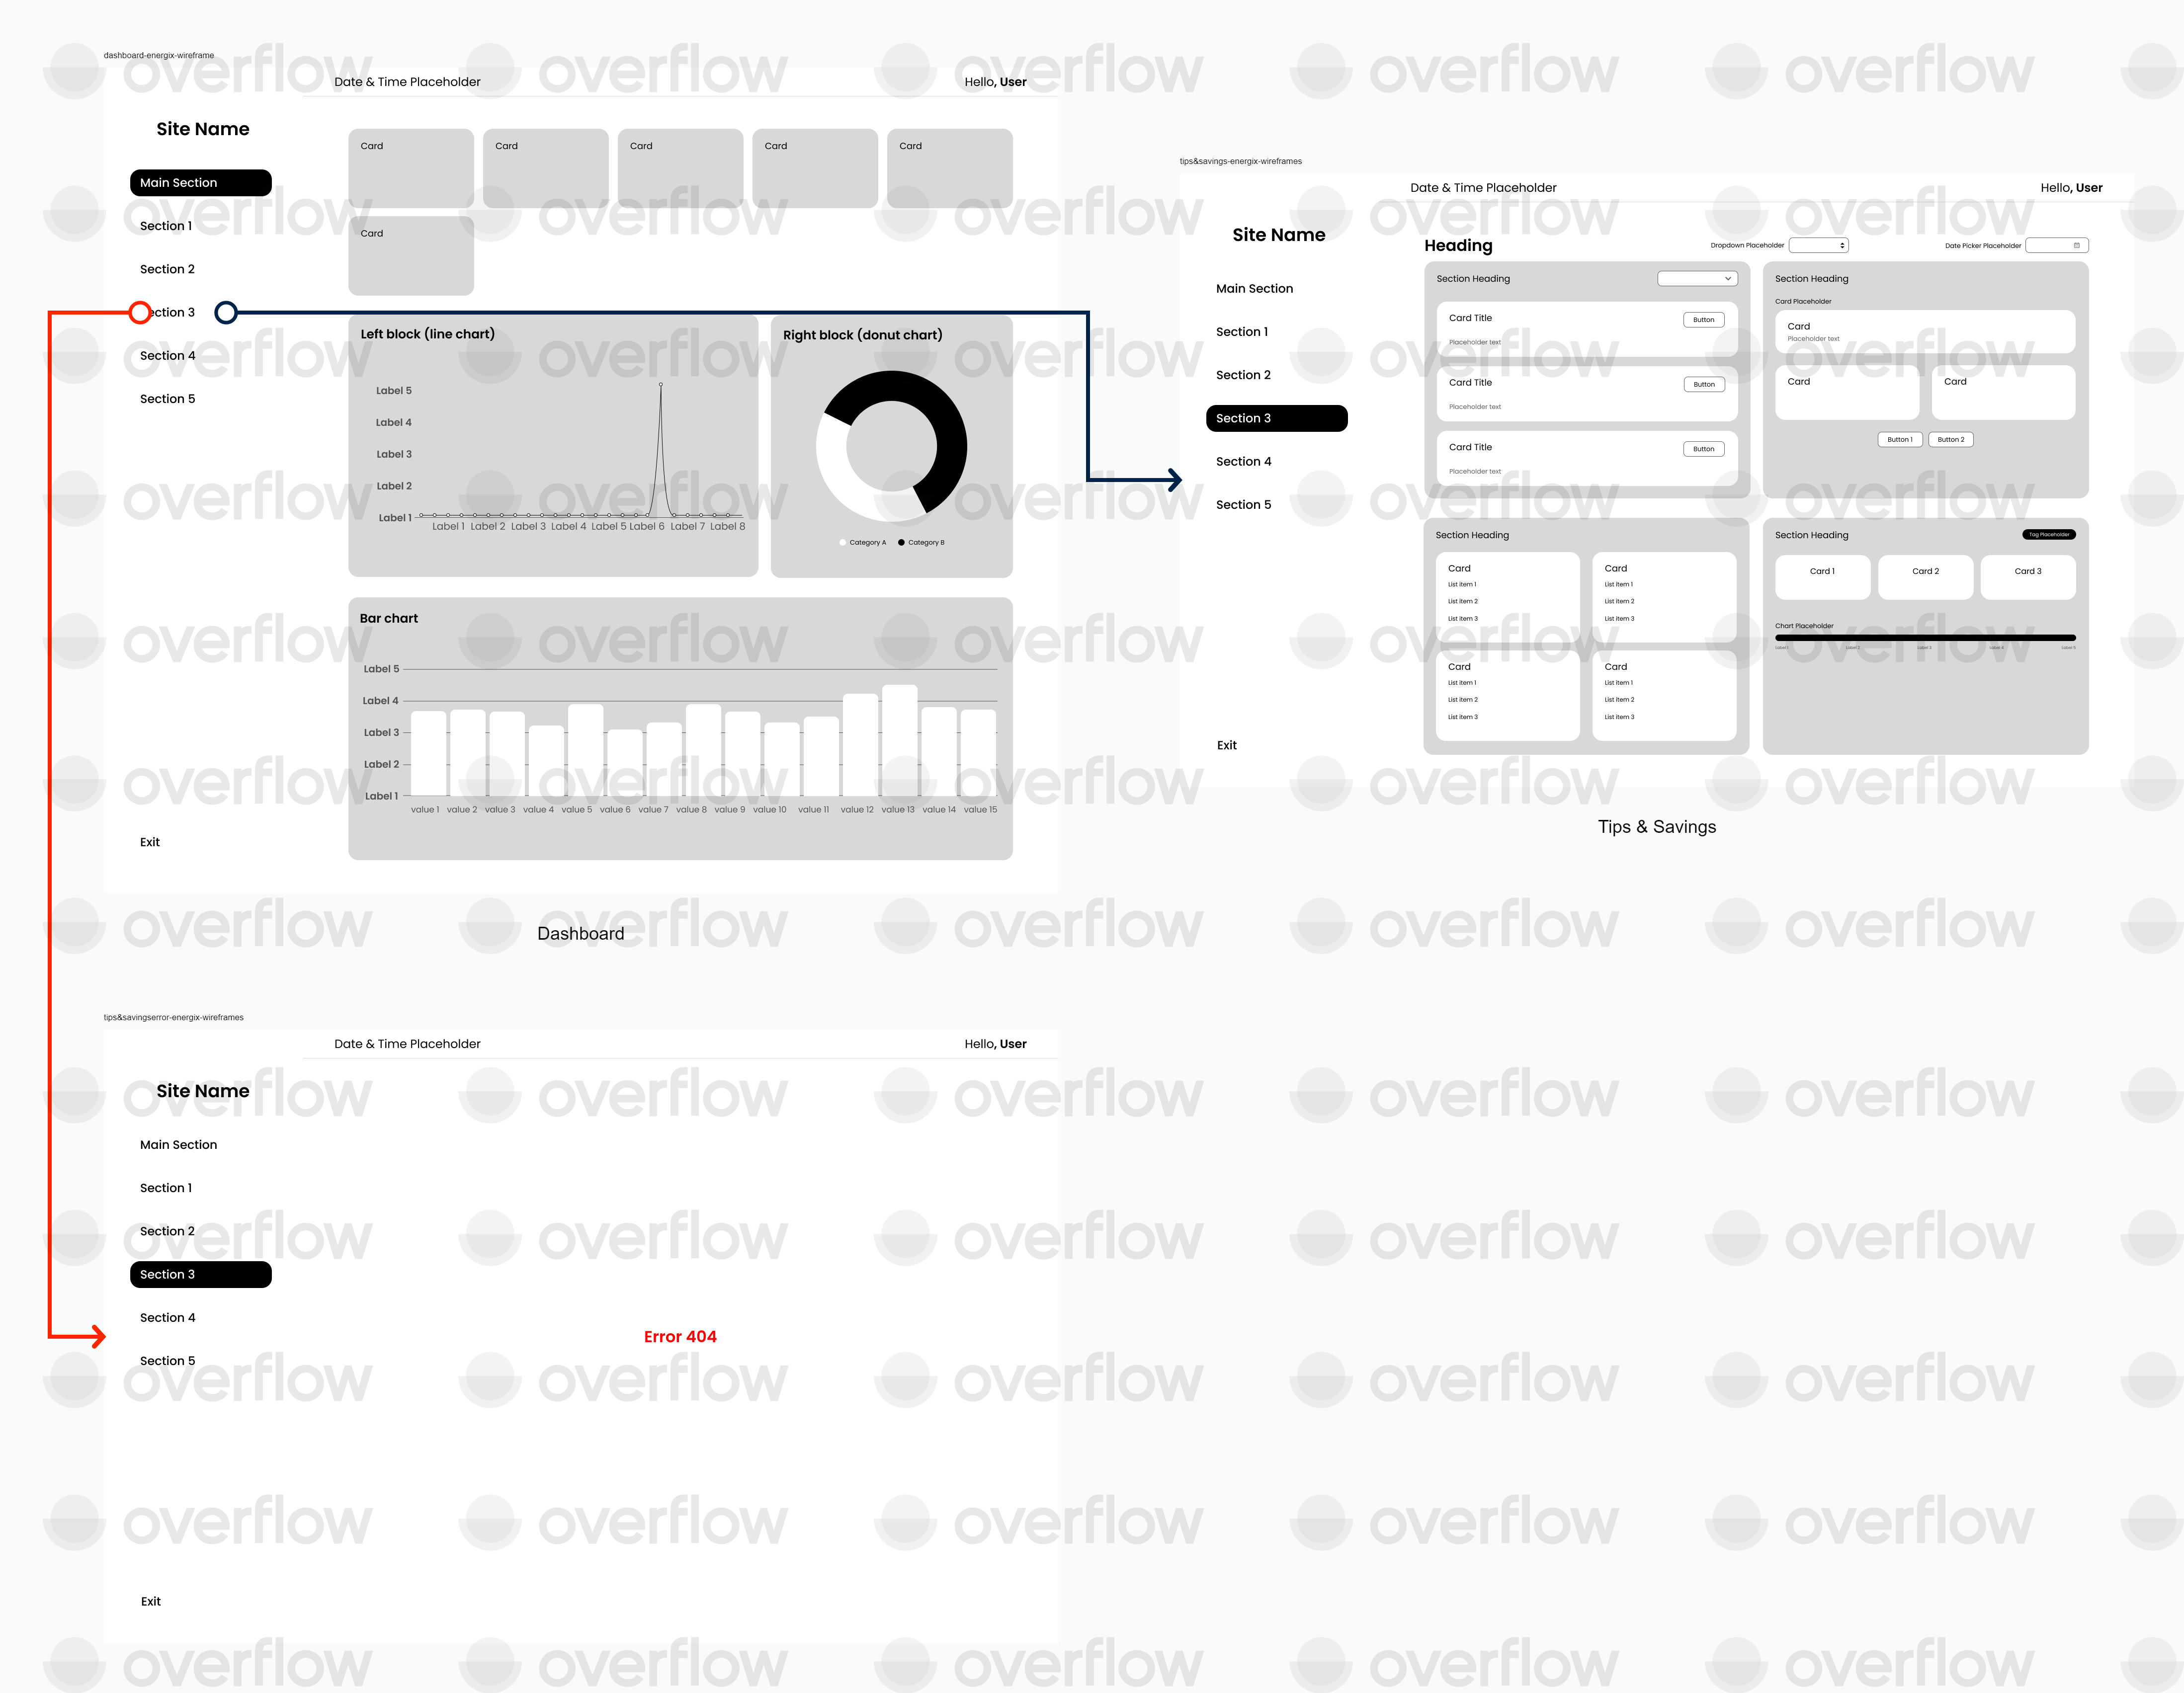 dashboard-energix-wireframe
Date & Time Placeholder
Hello, User
Site Name
Main Section
Section 1
Section 2
ection 3
Section 4
Section 5
Exit
Card
Card
Card
Card
Card
Card
Left block (line chart)
Label 5
Label 4
Label 3
Label 2
Label 1
Label 1 Label 2 Label 3 Label 4 Label 5 Label 6 Label 7 Label 8
Right block (donut chart)
Category A
Category B
Bar chart
Label 5
Label 4
Label 3
Label 2
Label 1
value 1 value 2 value 3 value 4 value 5 value 6 value 7 value 8 value 9 value 10 value 11 value 12 value 13 value 14 value 15
Dashboard
tips&savings-energix-wireframes
Date & Time Placeholder
Hello, User
Site Name
Main Section
Section 1
Section 2
Section 3
Section 4
Section 5
Exit
Heading
Dropdown Placeholder
Date Picker Placeholder
Section Heading
Card Title
Button
Placeholder text
Card Title
Button
Placeholder text
Card Title
Button
Placeholder text
Section Heading
Card Placeholder
Card
Placeholder text
Card
Card
Button 1
Button 2
Section Heading
Card
List item 1
List item 2
List item 3
Card
List item 1
List item 2
List item 3
Card
List item 1
List item 2
List item 3
Card
List item 1
List item 2
List item 3
Section Heading
Tag Placeholder
Card 1
Card 2
Card 3
Chart Placeholder
Label 1 Label 2 Label 3 Label 4 Label 5
Tips & Savings
tips&savingserror-energix-wireframes
Date & Time Placeholder
Hello, User
Site Name
Main Section
Section 1
Section 2
Section 3
Section 4
Section 5
Exit
Error 404
overflow